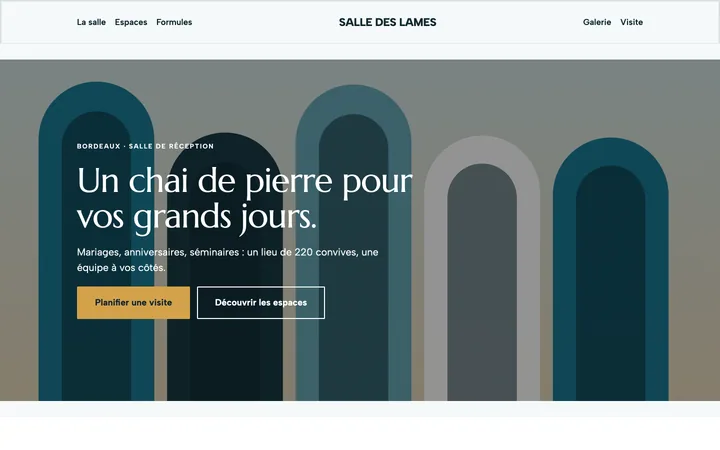 La salle Espaces Formules SALLE DES LAMES Galerie Visite
BORDEAUX · SALLE DE RÉCEPTION
Un chai de pierre pour
vos grands jours.
Mariages, anniversaires, séminaires : un lieu de 220 convives, une
équipe à vos côtés.
Planifier une visite Découvrir les espaces